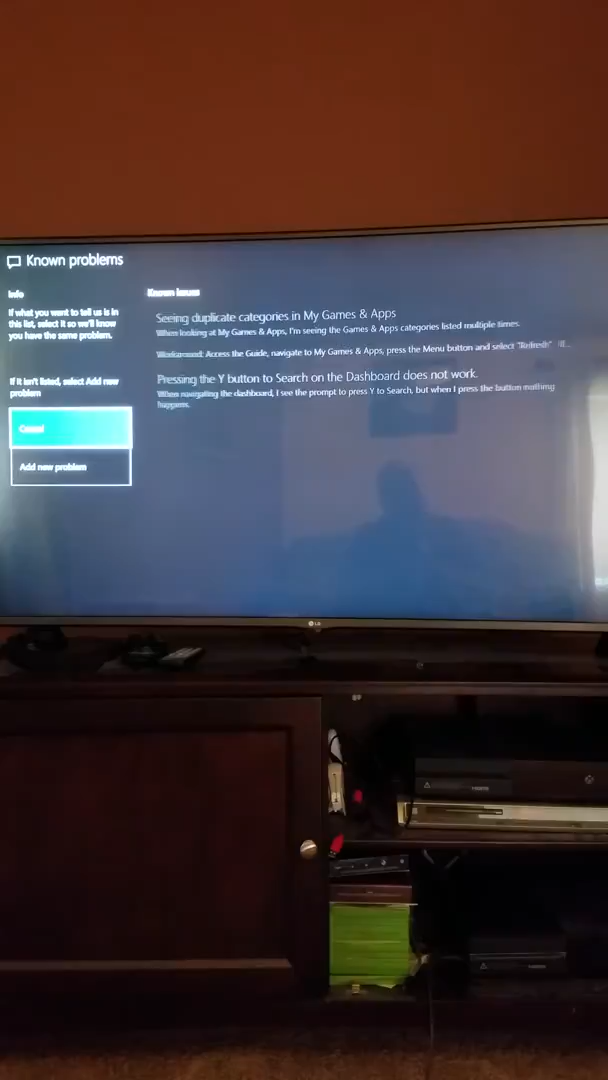 Known problems
Info
If what you want to tell us is in
this list, select it so we'll know
you have the same problem.
If it isn't listed, select Add new
problem
Cancel
Add new problem
Known issues
Seeing duplicate categories in My Games & Apps
When looking at My Games & Apps, I'm seeing the Games & Apps categories listed multiple times.
Workaround: Access the Guide, navigate to My Games & Apps, press the Menu button and select "Refresh"
Pressing the Y button to Search on the Dashboard does not work.
When navigating the dashboard, I see the prompt to press Y to Search, but when I press the button nothing
happens.
LG